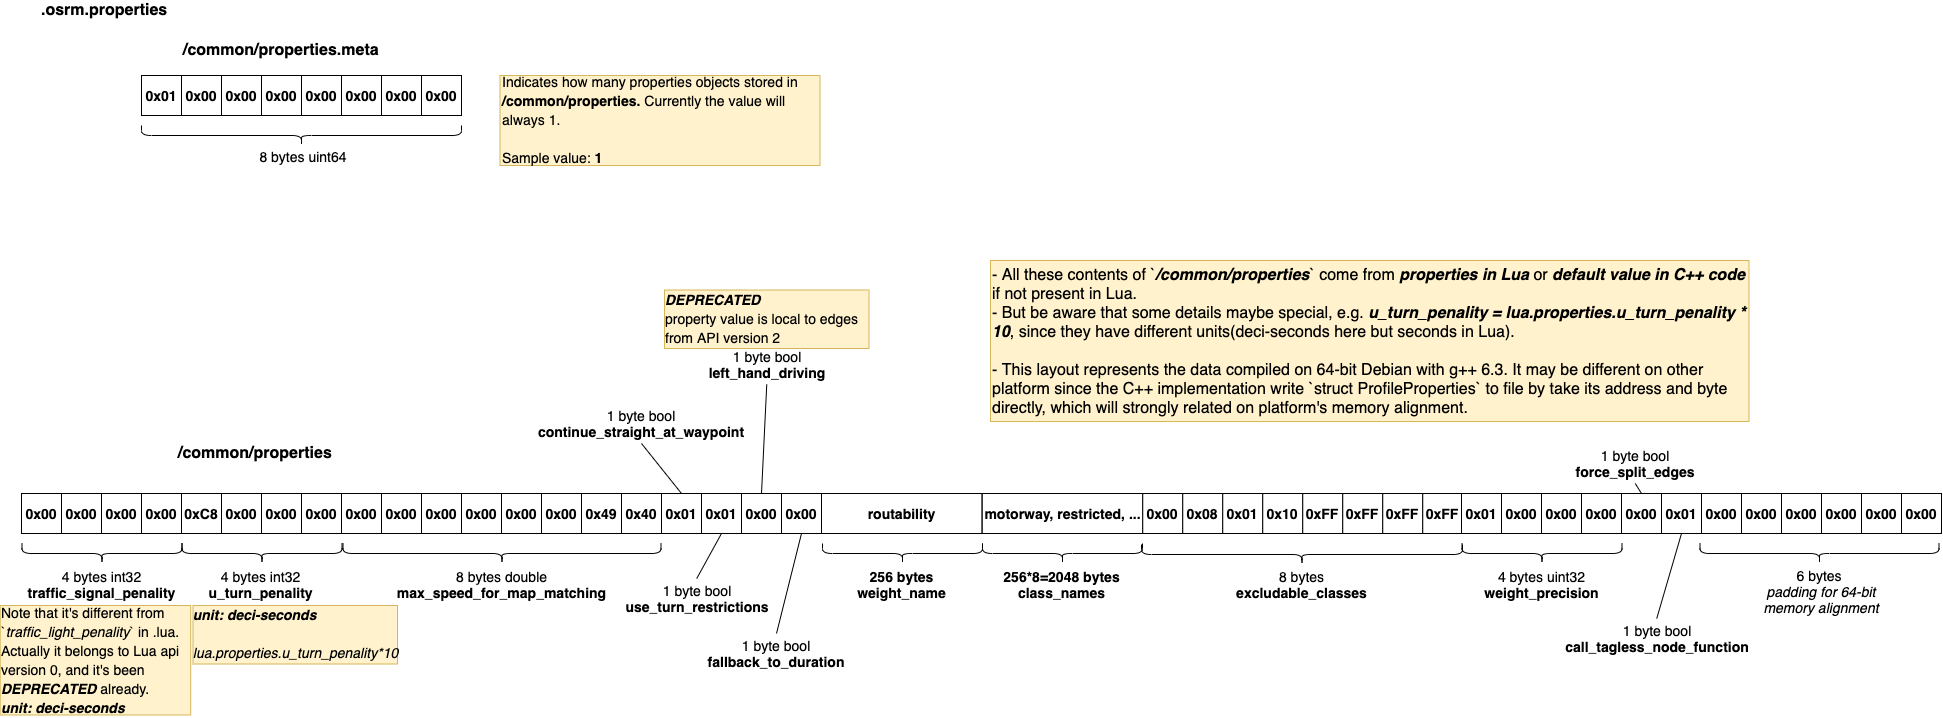 .osrm.properties
/common/properties.meta
0x01 0x00 0x00 0x00 0x00 0x00 0x00 0x00
8 bytes uint64
Indicates how many properties objects stored in
/common/properties. Currently the value will
always 1.
Sample value: 1
- All these contents of `/common/properties` come from properties in Lua or default value in C++ code
if not present in Lua.
- But be aware that some details maybe special, e.g. u_turn_penality = lua.properties.u_turn_penality *
10, since they have different units(deci-seconds here but seconds in Lua).
- This layout represents the data compiled on 64-bit Debian with g++ 6.3. It may be different on other
platform since the C++ implementation write `struct ProfileProperties` to file by take its address and byte
directly, which will strongly related on platform's memory alignment.
DEPRECATED
property value is local to edges
from API version 2
1 byte bool
left_hand_driving
1 byte bool
continue_straight_at_waypoint
/common/properties
1 byte bool
force_split_edges
0x00 0x00 0x00 0x00 0xC8 0x00 0x00 0x00 0x00 0x00 0x00 0x00 0x00 0x00 0x49 0x40 0x01 0x01 0x00 0x00 routability motorway, restricted, ... 0x00 0x08 0x01 0x10 0xFF 0xFF 0xFF 0xFF 0x01 0x00 0x00 0x00 0x00 0x01 0x00 0x00 0x00 0x00 0x00 0x00
4 bytes int32
traffic_signal_penality
Note that it's different from
`traffic_light_penality` in .lua.
Actually it belongs to Lua api
version 0, and it's been
DEPRECATED already.
unit: deci-seconds
4 bytes int32
u_turn_penality
unit: deci-seconds
lua.properties.u_turn_penality*10
8 bytes double
max_speed_for_map_matching
1 byte bool
use_turn_restrictions
1 byte bool
fallback_to_duration
256 bytes
weight_name
256*8=2048 bytes
class_names
8 bytes
excludable_classes
4 bytes uint32
weight_precision
1 byte bool
call_tagless_node_function
6 bytes
padding for 64-bit
memory alignment